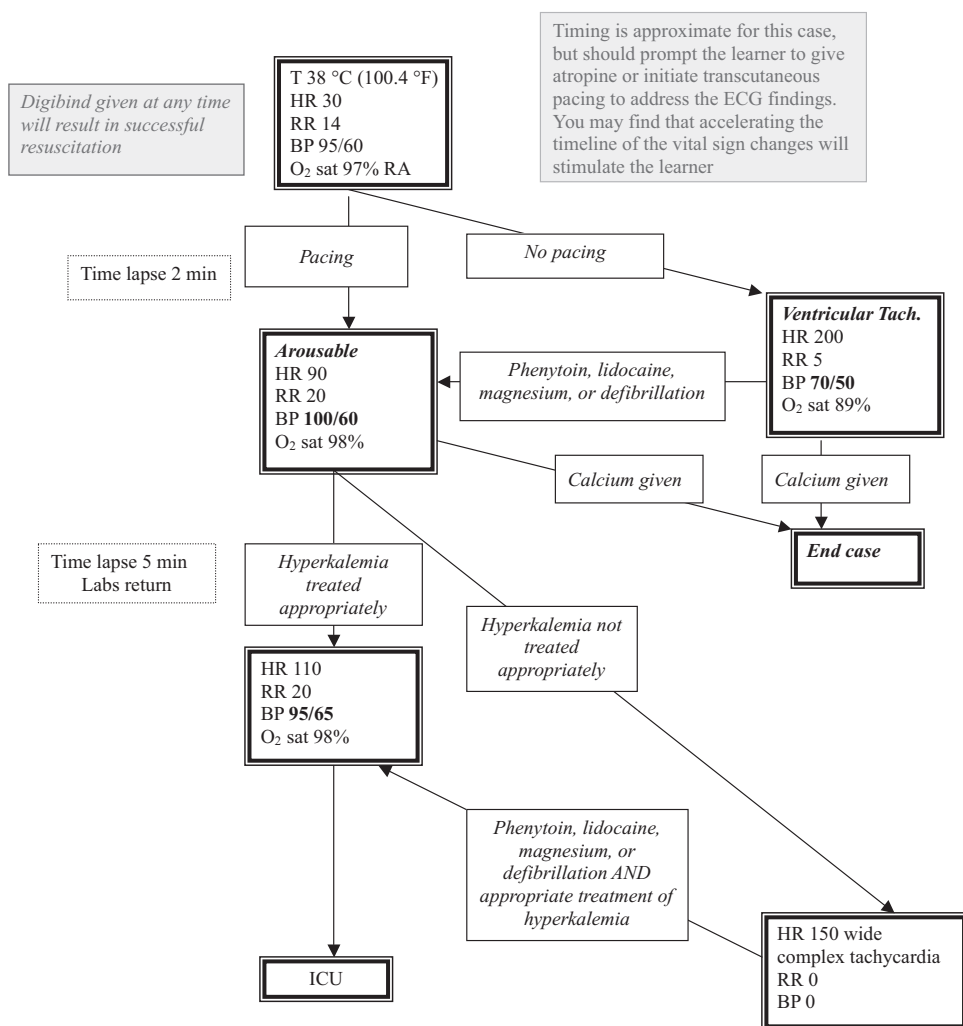 Timing is approximate for this case,
but should prompt the learner to give
atropine or initiate transcutaneous
pacing to address the ECG findings.
You may find that accelerating the
timeline of the vital sign changes will
stimulate the learner
Digibind given at any time
will result in successful
resuscitation
T 38 °C (100.4 °F)
HR 30
RR 14
BP 95/60
O₂ sat 97% RA
Pacing
No pacing
Time lapse 2 min
Ventricular Tach.
HR 200
RR 5
BP 70/50
O₂ sat 89%
Arousable
HR 90
RR 20
BP 100/60
O₂ sat 98%
Phenytoin, lidocaine,
magnesium, or defibrillation
Calcium given
Calcium given
End case
Time lapse 5 min
Labs return
Hyperkalemia
treated
appropriately
Hyperkalemia not
treated
appropriately
HR 110
RR 20
BP 95/65
O₂ sat 98%
Phenytoin, lidocaine,
magnesium, or
defibrillation AND
appropriate treatment of
hyperkalemia
HR 150 wide
complex tachycardia
RR 0
BP 0
ICU